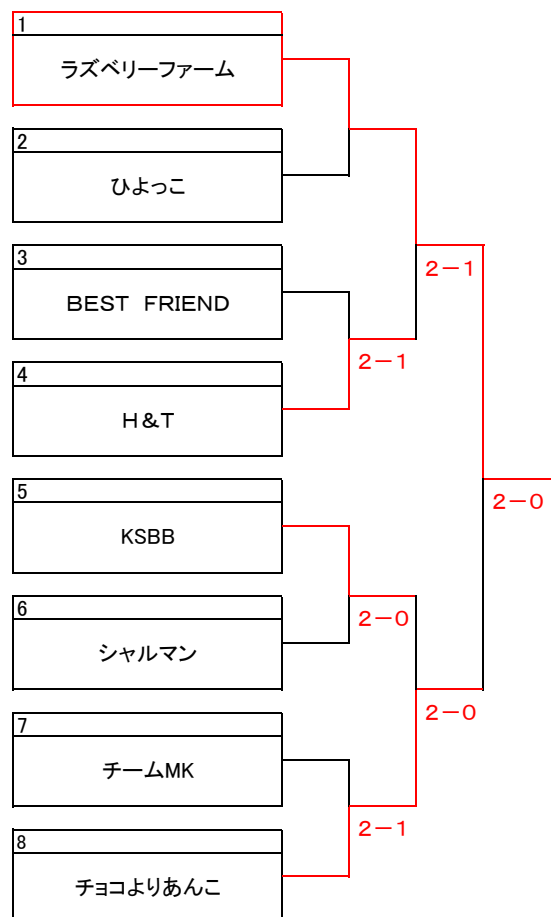 1
ラズベリーファーム
2
ひよっこ
3
BEST　FRIEND
4
H＆T
5
KSBB
6
シャルマン
7
チームMK
8
チョコよりあんこ
2－1
2－0
2－1
2－1
2－0
2－0